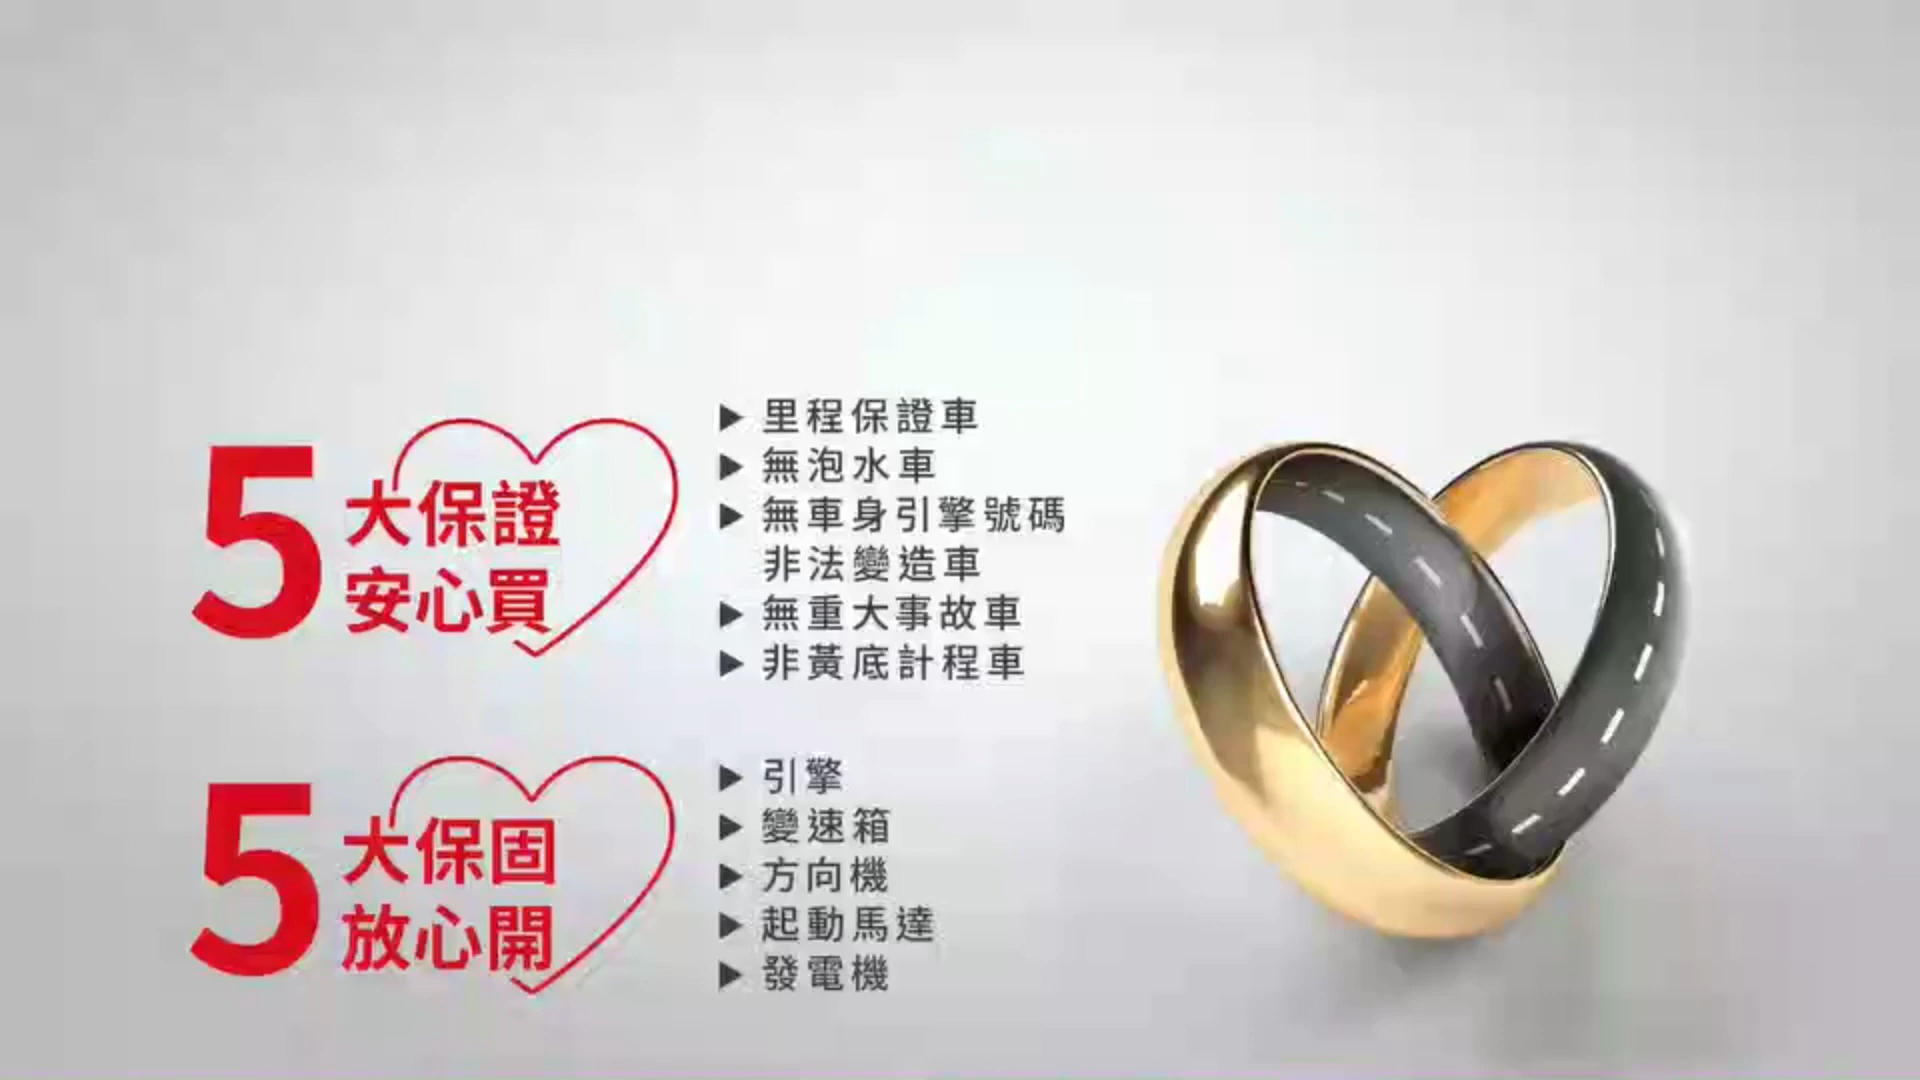 5大保證
安心買
▶ 里程保證車
▶ 無泡水車
▶ 無車身引擎號碼
非法變造車
▶ 無重大事故車
▶ 非黃底計程車
5大保固
放心開
▶ 引擎
▶ 變速箱
▶ 方向機
▶ 起動馬達
▶ 發電機